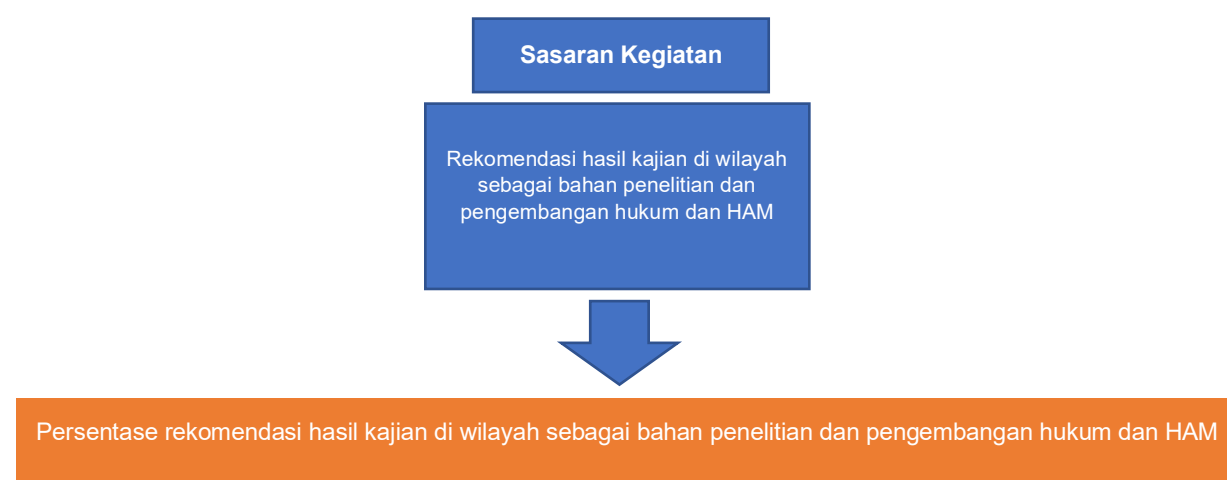 Sasaran Kegiatan
Rekomendasi hasil kajian di wilayah
sebagai bahan penelitian dan
pengembangan hukum dan HAM
Persentase rekomendasi hasil kajian di wilayah sebagai bahan penelitian dan pengembangan hukum dan HAM